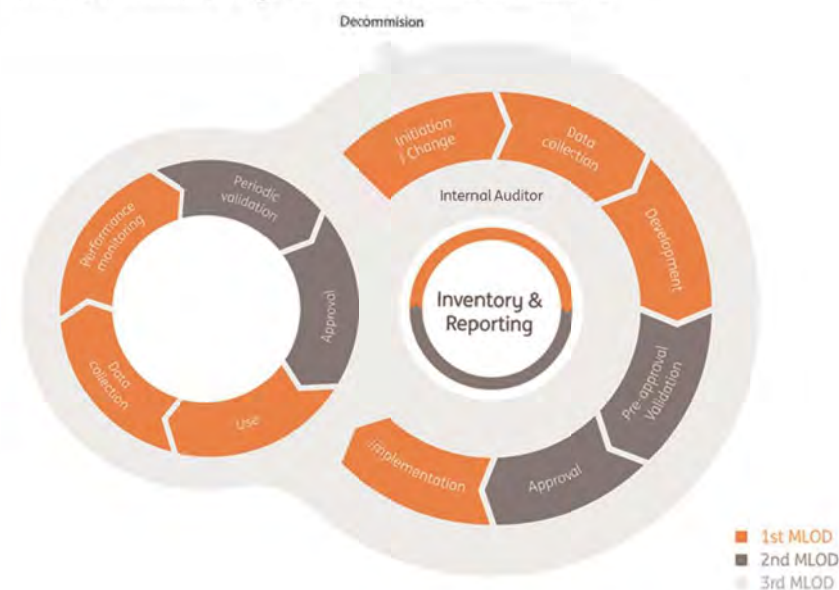 Decommision
Initiation
/ Change
Data
collection
Internal Auditor
Development
Inventory &
Reporting
Pre-approval
Validation
Approval
implementation
Periodic
validation
Approval
Use
Data
collection
Performance
monitoring
1st MLOD
2nd MLOD
3rd MLOD